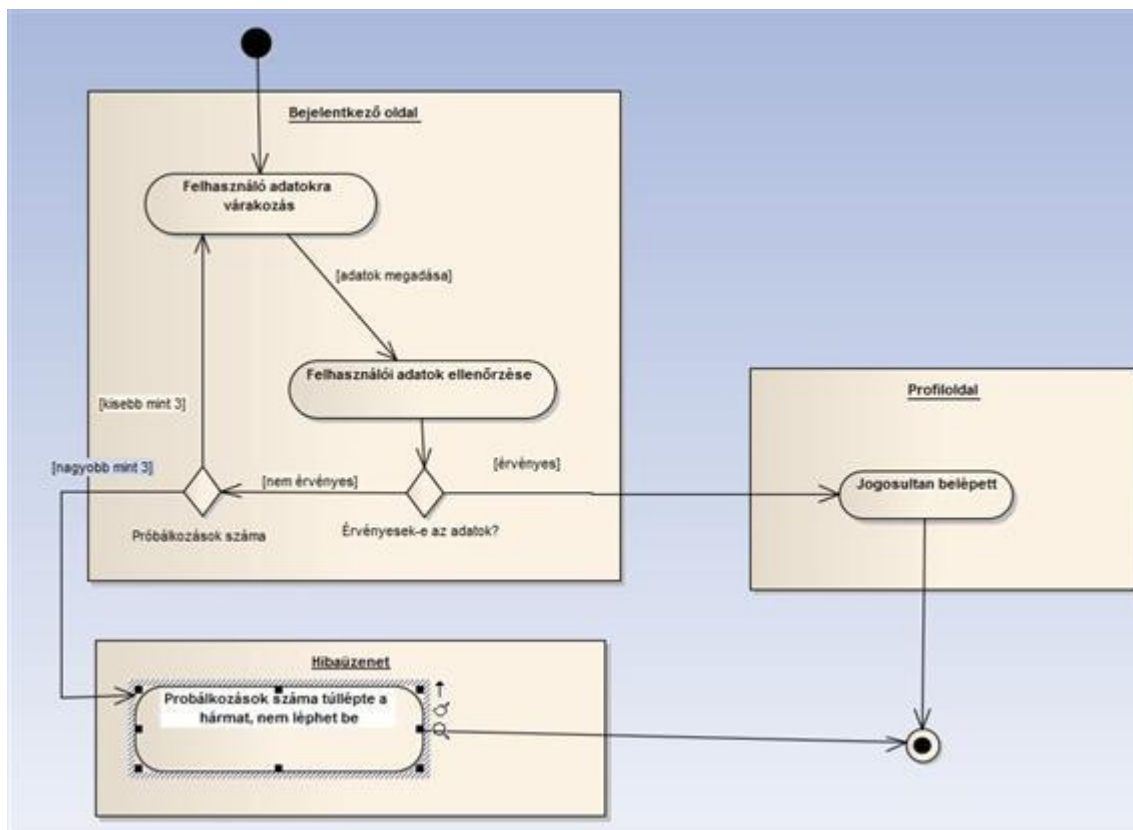 Bejelentkező oldal
Felhasználó adatokra
várakozás
[adatok megadása]
Felhasználói adatok ellenőrzése
[kisebb mint 3]
[nagyobb mint 3]
[nem érvényes]
[érvényes]
Próbálkozások száma
Érvényesek-e az adatok?
Profiloldal
Jogosultan belépett
Hibaüzenet
Probálkozások száma túllépte a
hármat, nem léphet be